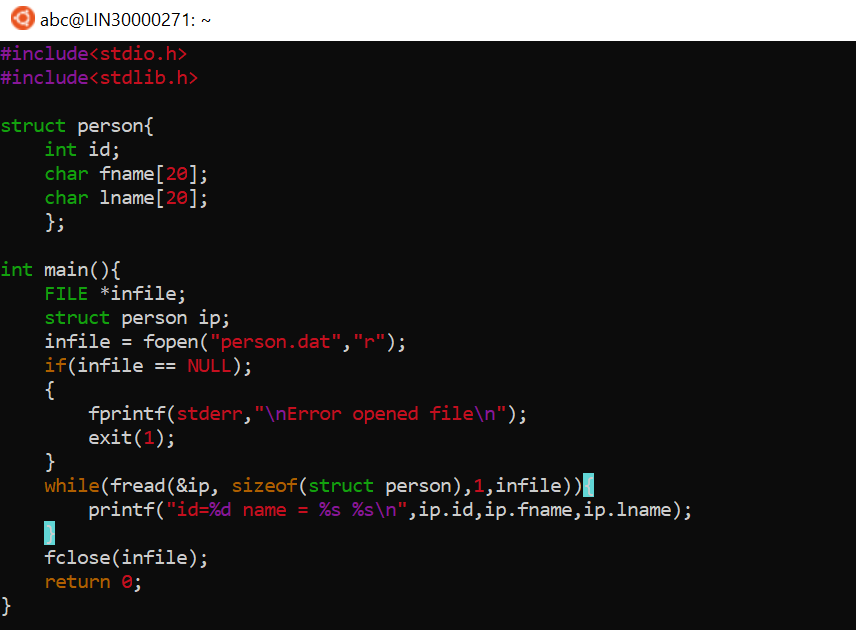 abc@LIN30000271: ~
#include<stdio.h>
#include<stdlib.h>
struct person{
    int id;
    char fname[20];
    char lname[20];
    };
int main(){
    FILE *infile;
    struct person ip;
    infile = fopen("person.dat","r");
    if(infile == NULL);
    {
        fprintf(stderr,"\nError opened file\n");
        exit(1);
    }
    while(fread(&ip, sizeof(struct person),1,infile)){
        printf("id=%d name = %s %s\n",ip.id,ip.fname,ip.lname);
    }
    fclose(infile);
    return 0;
}